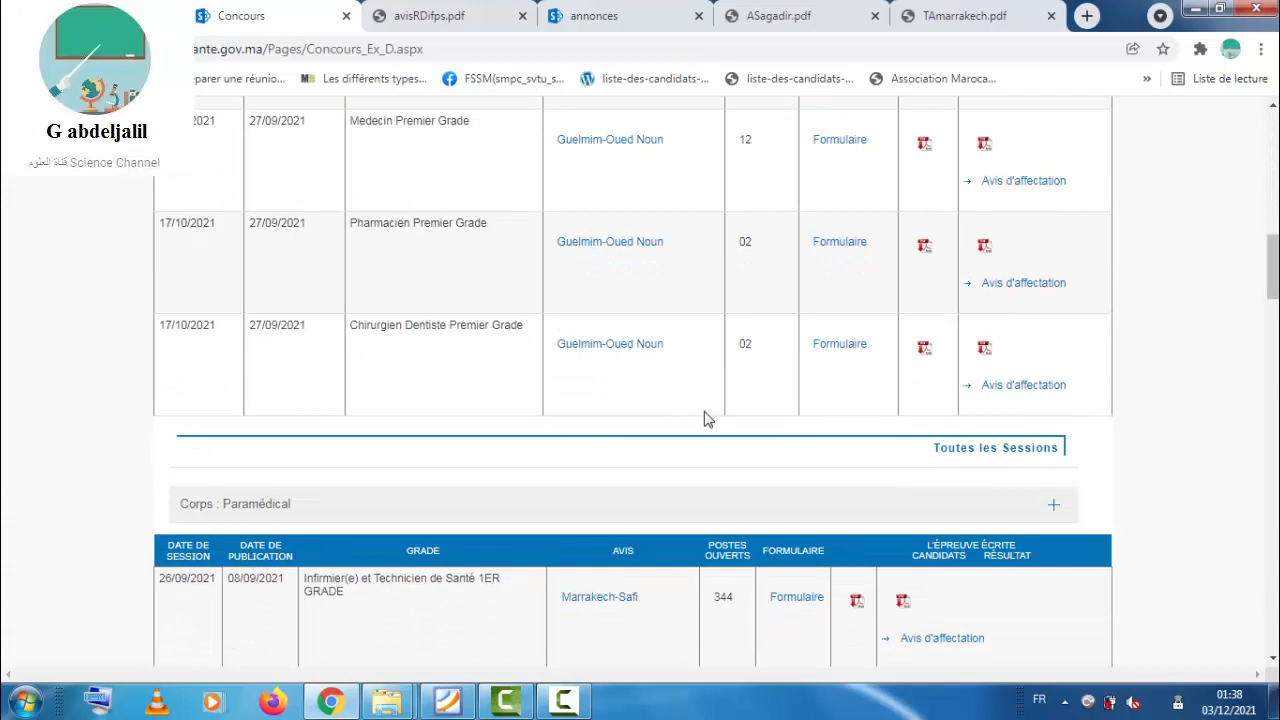 Concours
avisRDifps.pdf
annonces
ASagadir.pdf
TAmarrakech.pdf
ante.gov.ma/Pages/Concours_Ex_D.aspx
parer une réunio...
Les différents types...
FSSM(smpc_svtu_s...
liste-des-candidats-...
liste-des-candidats-...
Association Maroca...
»
Liste de lecture
G abdeljalil
Science Channel قناة العلوم
2021
27/09/2021
Medecin Premier Grade
Guelmim-Oued Noun
12
Formulaire
Avis d'affectation
17/10/2021
27/09/2021
Pharmacien Premier Grade
Guelmim-Oued Noun
02
Formulaire
Avis d'affectation
17/10/2021
27/09/2021
Chirurgien Dentiste Premier Grade
Guelmim-Oued Noun
02
Formulaire
Avis d'affectation
Toutes les Sessions
Corps : Paramédical
DATE DE SESSION
DATE DE PUBLICATION
GRADE
AVIS
POSTES OUVERTS
FORMULAIRE
L'ÉPREUVE ÉCRITE
CANDIDATS
RÉSULTAT
26/09/2021
08/09/2021
Infirmier(e) et Technicien de Santé 1ER
GRADE
Marrakech-Safi
344
Formulaire
Avis d'affectation
FR
01:38
03/12/2021